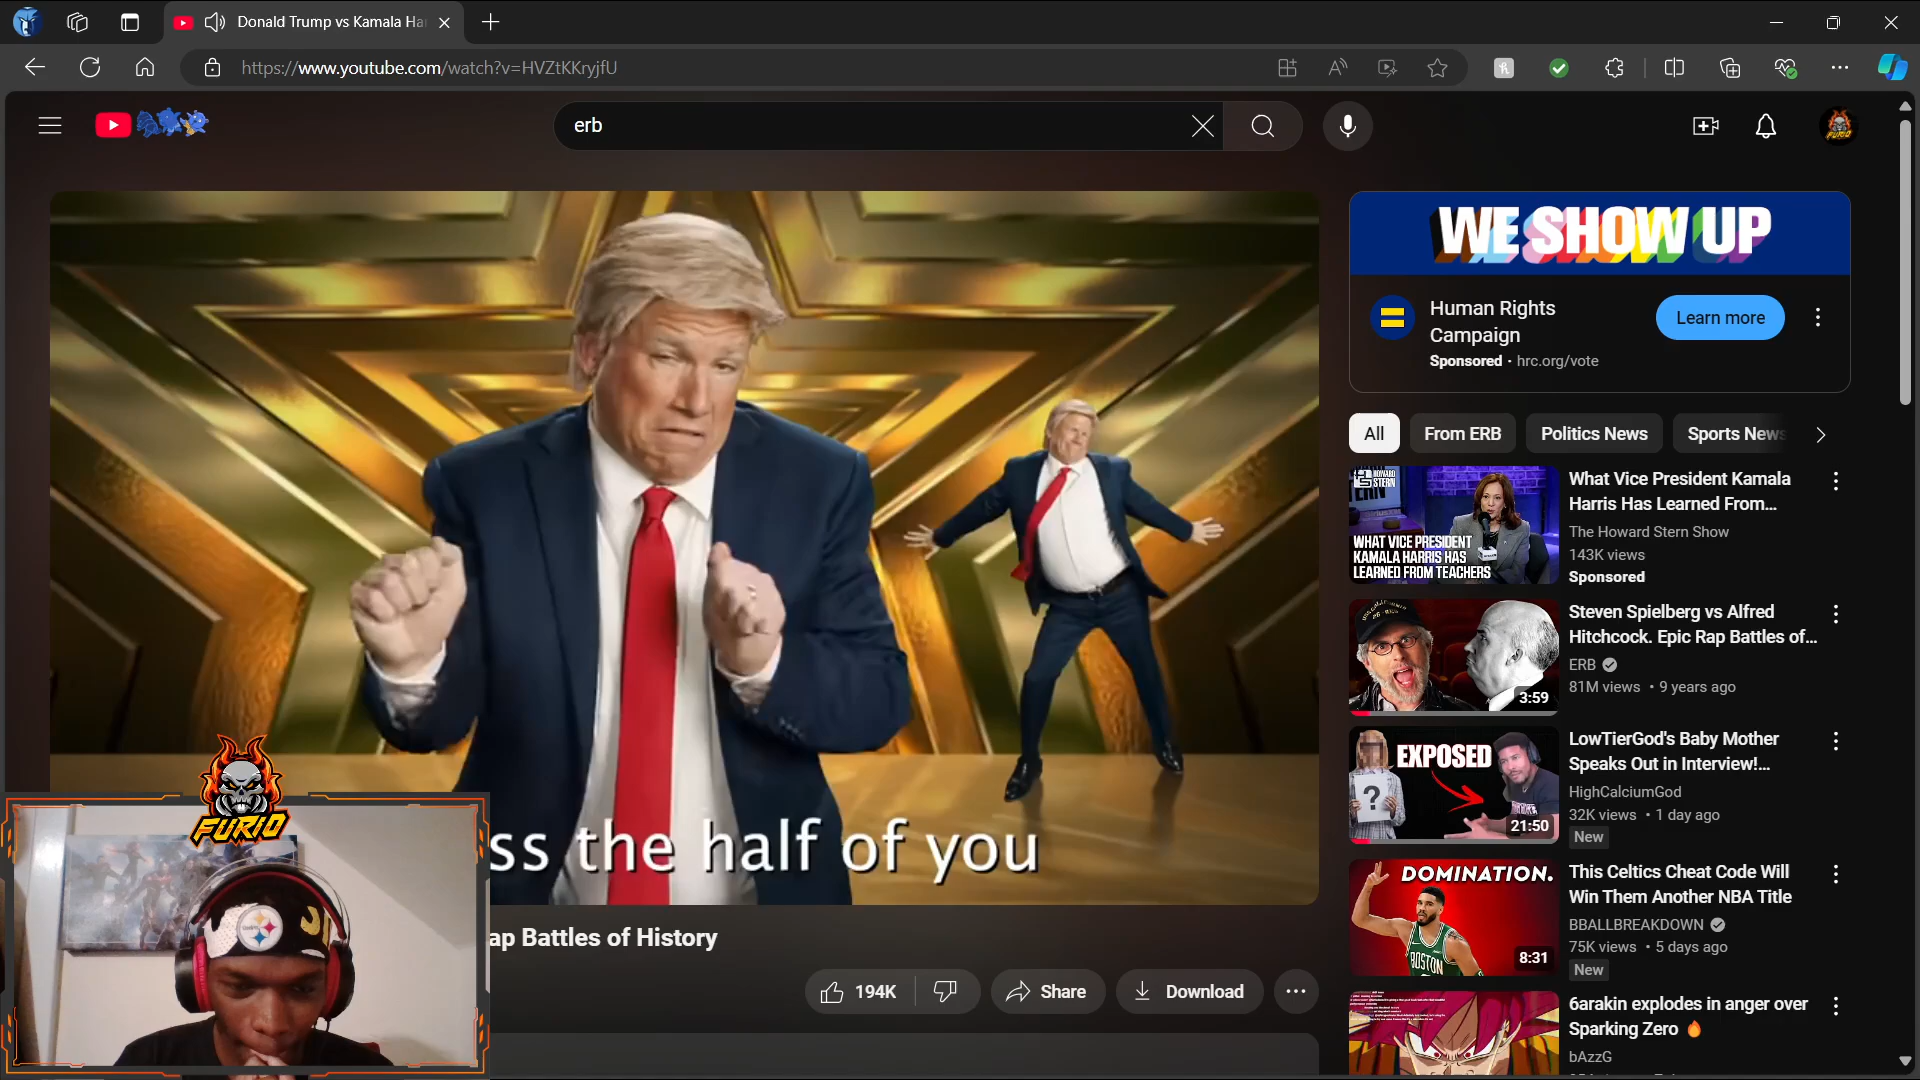 Donald Trump vs Kamala Ha
https://www.youtube.com/watch?v=HVZtKKryjfU
erb
WE SHOW UP
Human Rights
Campaign
Sponsored · hrc.org/vote
Learn more
All
From ERB
Politics News
Sports News
HOWARD
STERN
WHAT VICE PRESIDENT
KAMALA HARRIS HAS
LEARNED FROM TEACHERS
What Vice President Kamala
Harris Has Learned From...
The Howard Stern Show
143K views
Sponsored
3:59
Steven Spielberg vs Alfred
Hitchcock. Epic Rap Battles of...
ERB
81M views · 9 years ago
EXPOSED
?
21:50
LowTierGod's Baby Mother
Speaks Out in Interview!...
HighCalciumGod
32K views · 1 day ago
New
DOMINATION.
BOSTON
8:31
This Celtics Cheat Code Will
Win Them Another NBA Title
BBALLBREAKDOWN
75K views · 5 days ago
New
6arakin explodes in anger over
Sparking Zero 🔥
bAzzG
ss the half of you
FURIO
ap Battles of History
194K
Share
Download